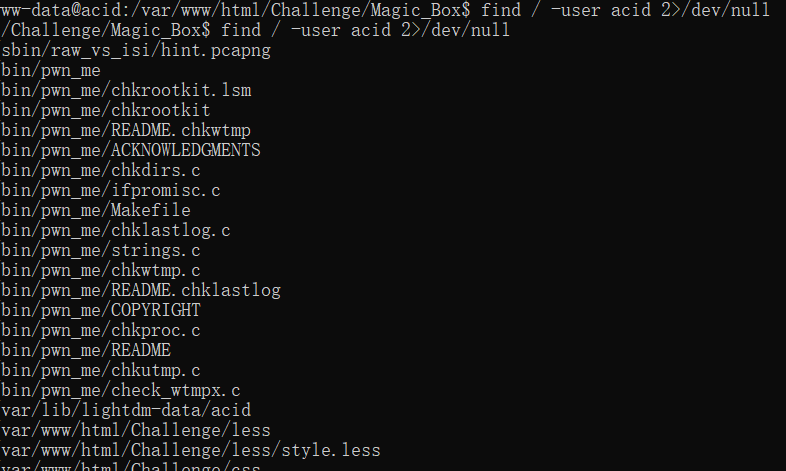 ww-data@acid:/var/www/html/Challenge/Magic_Box$ find / -user acid 2>/dev/null
/Challenge/Magic_Box$ find / -user acid 2>/dev/null
sbin/raw_vs_isi/hint.pcapng
bin/pwn_me
bin/pwn_me/chkrootkit.lsm
bin/pwn_me/chkrootkit
bin/pwn_me/README.chkwtmp
bin/pwn_me/ACKNOWLEDGMENTS
bin/pwn_me/chkdirs.c
bin/pwn_me/ifpromisc.c
bin/pwn_me/Makefile
bin/pwn_me/chklastlog.c
bin/pwn_me/strings.c
bin/pwn_me/chkwtmp.c
bin/pwn_me/README.chklastlog
bin/pwn_me/COPYRIGHT
bin/pwn_me/chkproc.c
bin/pwn_me/README
bin/pwn_me/chkutmp.c
bin/pwn_me/check_wtmpx.c
var/lib/lightdm-data/acid
var/www/html/Challenge/less
var/www/html/Challenge/less/style.less
var/www/html/Challenge/css